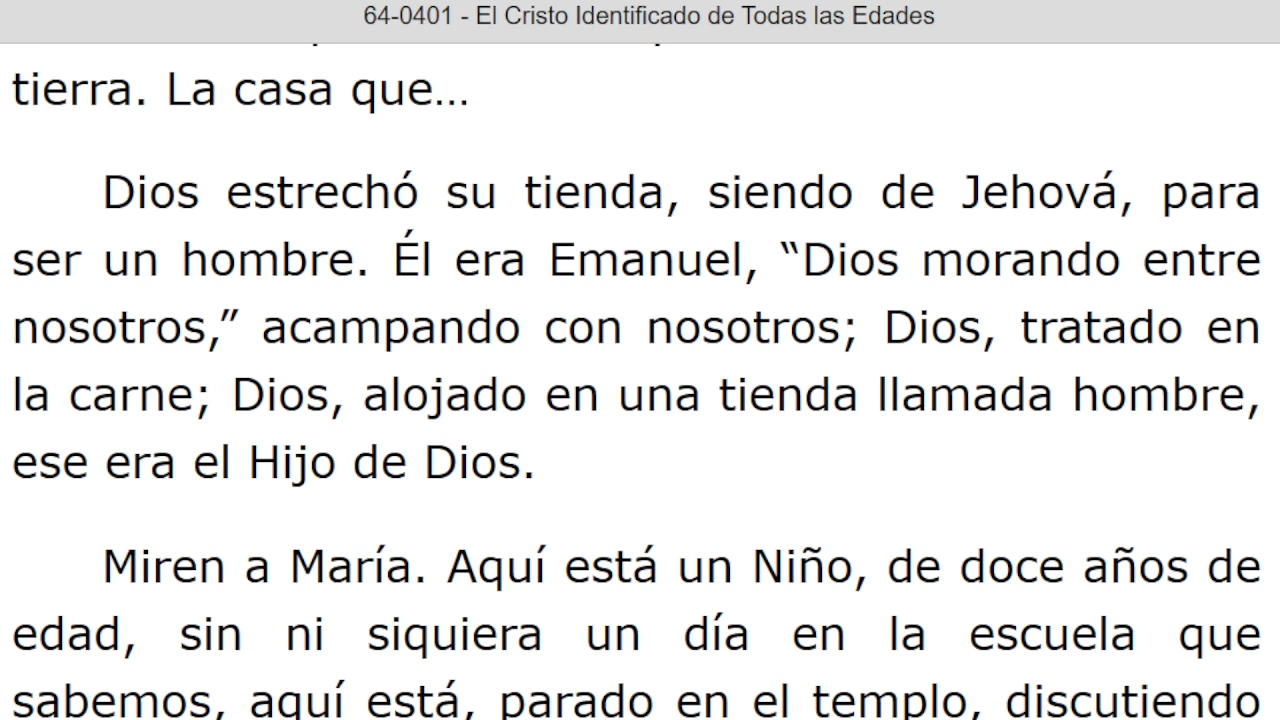 64-0401 - El Cristo Identificado de Todas las Edades
tierra. La casa que…
Dios estrechó su tienda, siendo de Jehová, para
ser un hombre. Él era Emanuel, “Dios morando entre
nosotros,” acampando con nosotros; Dios, tratado en
la carne; Dios, alojado en una tienda llamada hombre,
ese era el Hijo de Dios.
Miren a María. Aquí está un Niño, de doce años de
edad, sin ni siquiera un día en la escuela que
sabemos, aquí está, parado en el templo, discutiendo